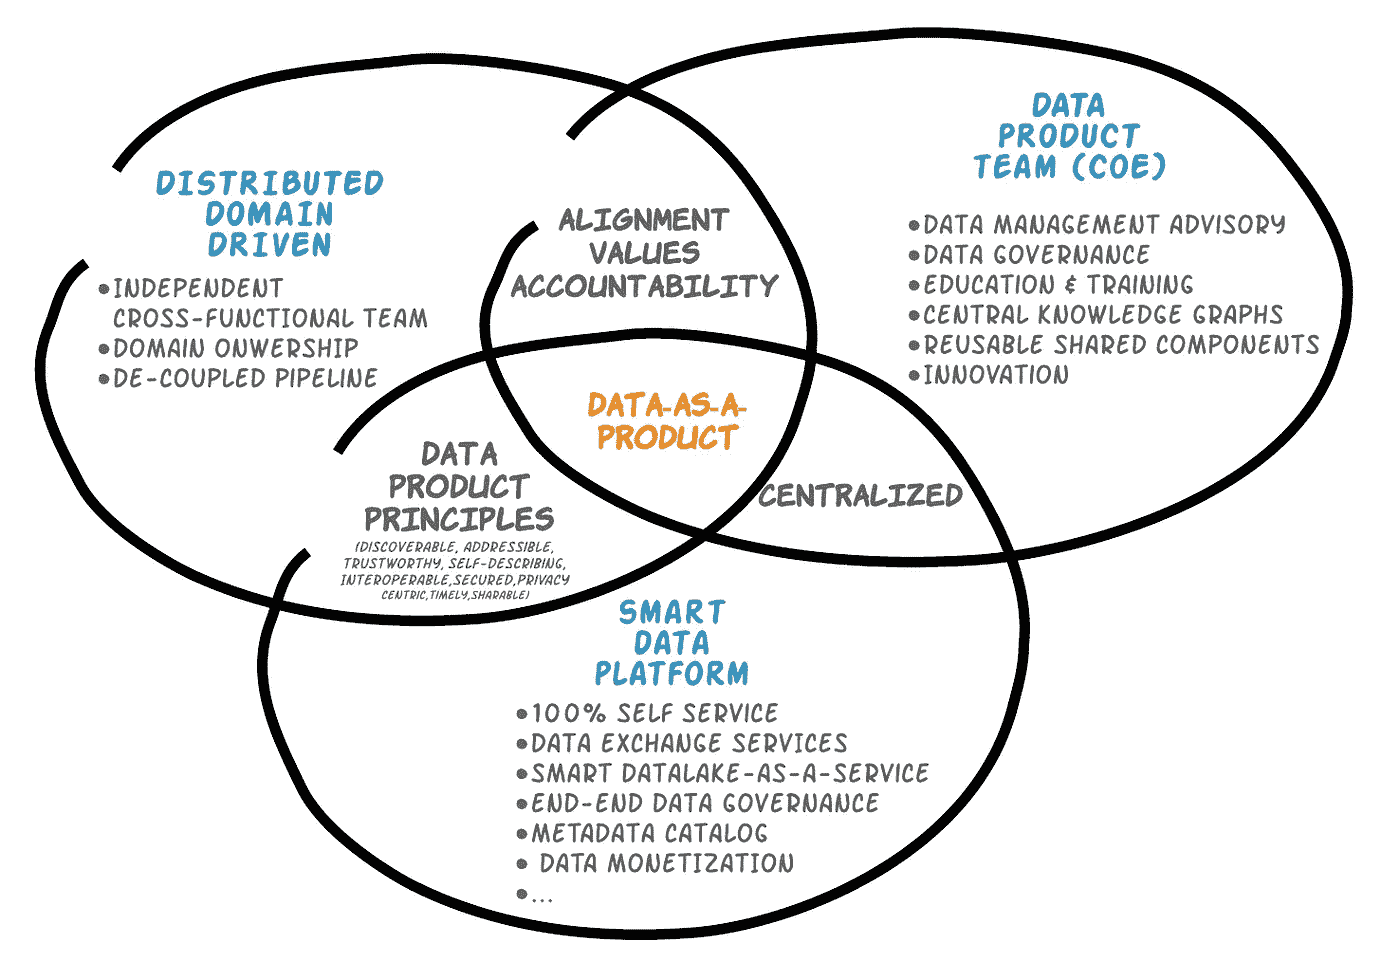 DISTRIBUTED
DOMAIN
DRIVEN
•INDEPENDENT
CROSS-FUNCTIONAL TEAM
•DOMAIN ONWERSHIP
•DE-COUPLED PIPELINE
ALIGNMENT
VALUES
ACCOUNTABILITY
DATA
PRODUCT
TEAM (COE)
•DATA MANAGEMENT ADVISORY
•DATA GOVERNANCE
•EDUCATION & TRAINING
•CENTRAL KNOWLEDGE GRAPHS
•REUSABLE SHARED COMPONENTS
•INNOVATION
DATA-AS-A-
PRODUCT
DATA
PRODUCT
PRINCIPLES
(DISCOVERABLE, ADDRESSIBLE,
TRUSTWORTHY, SELF-DESCRIBING,
INTEROPERABLE,SECURED,PRIVACY
CENTRIC,TIMELY,SHARABLE)
CENTRALIZED
SMART
DATA
PLATFORM
•100% SELF SERVICE
•DATA EXCHANGE SERVICES
•SMART DATALAKE-AS-A-SERVICE
•END-END DATA GOVERNANCE
•METADATA CATALOG
• DATA MONETIZATION
•...